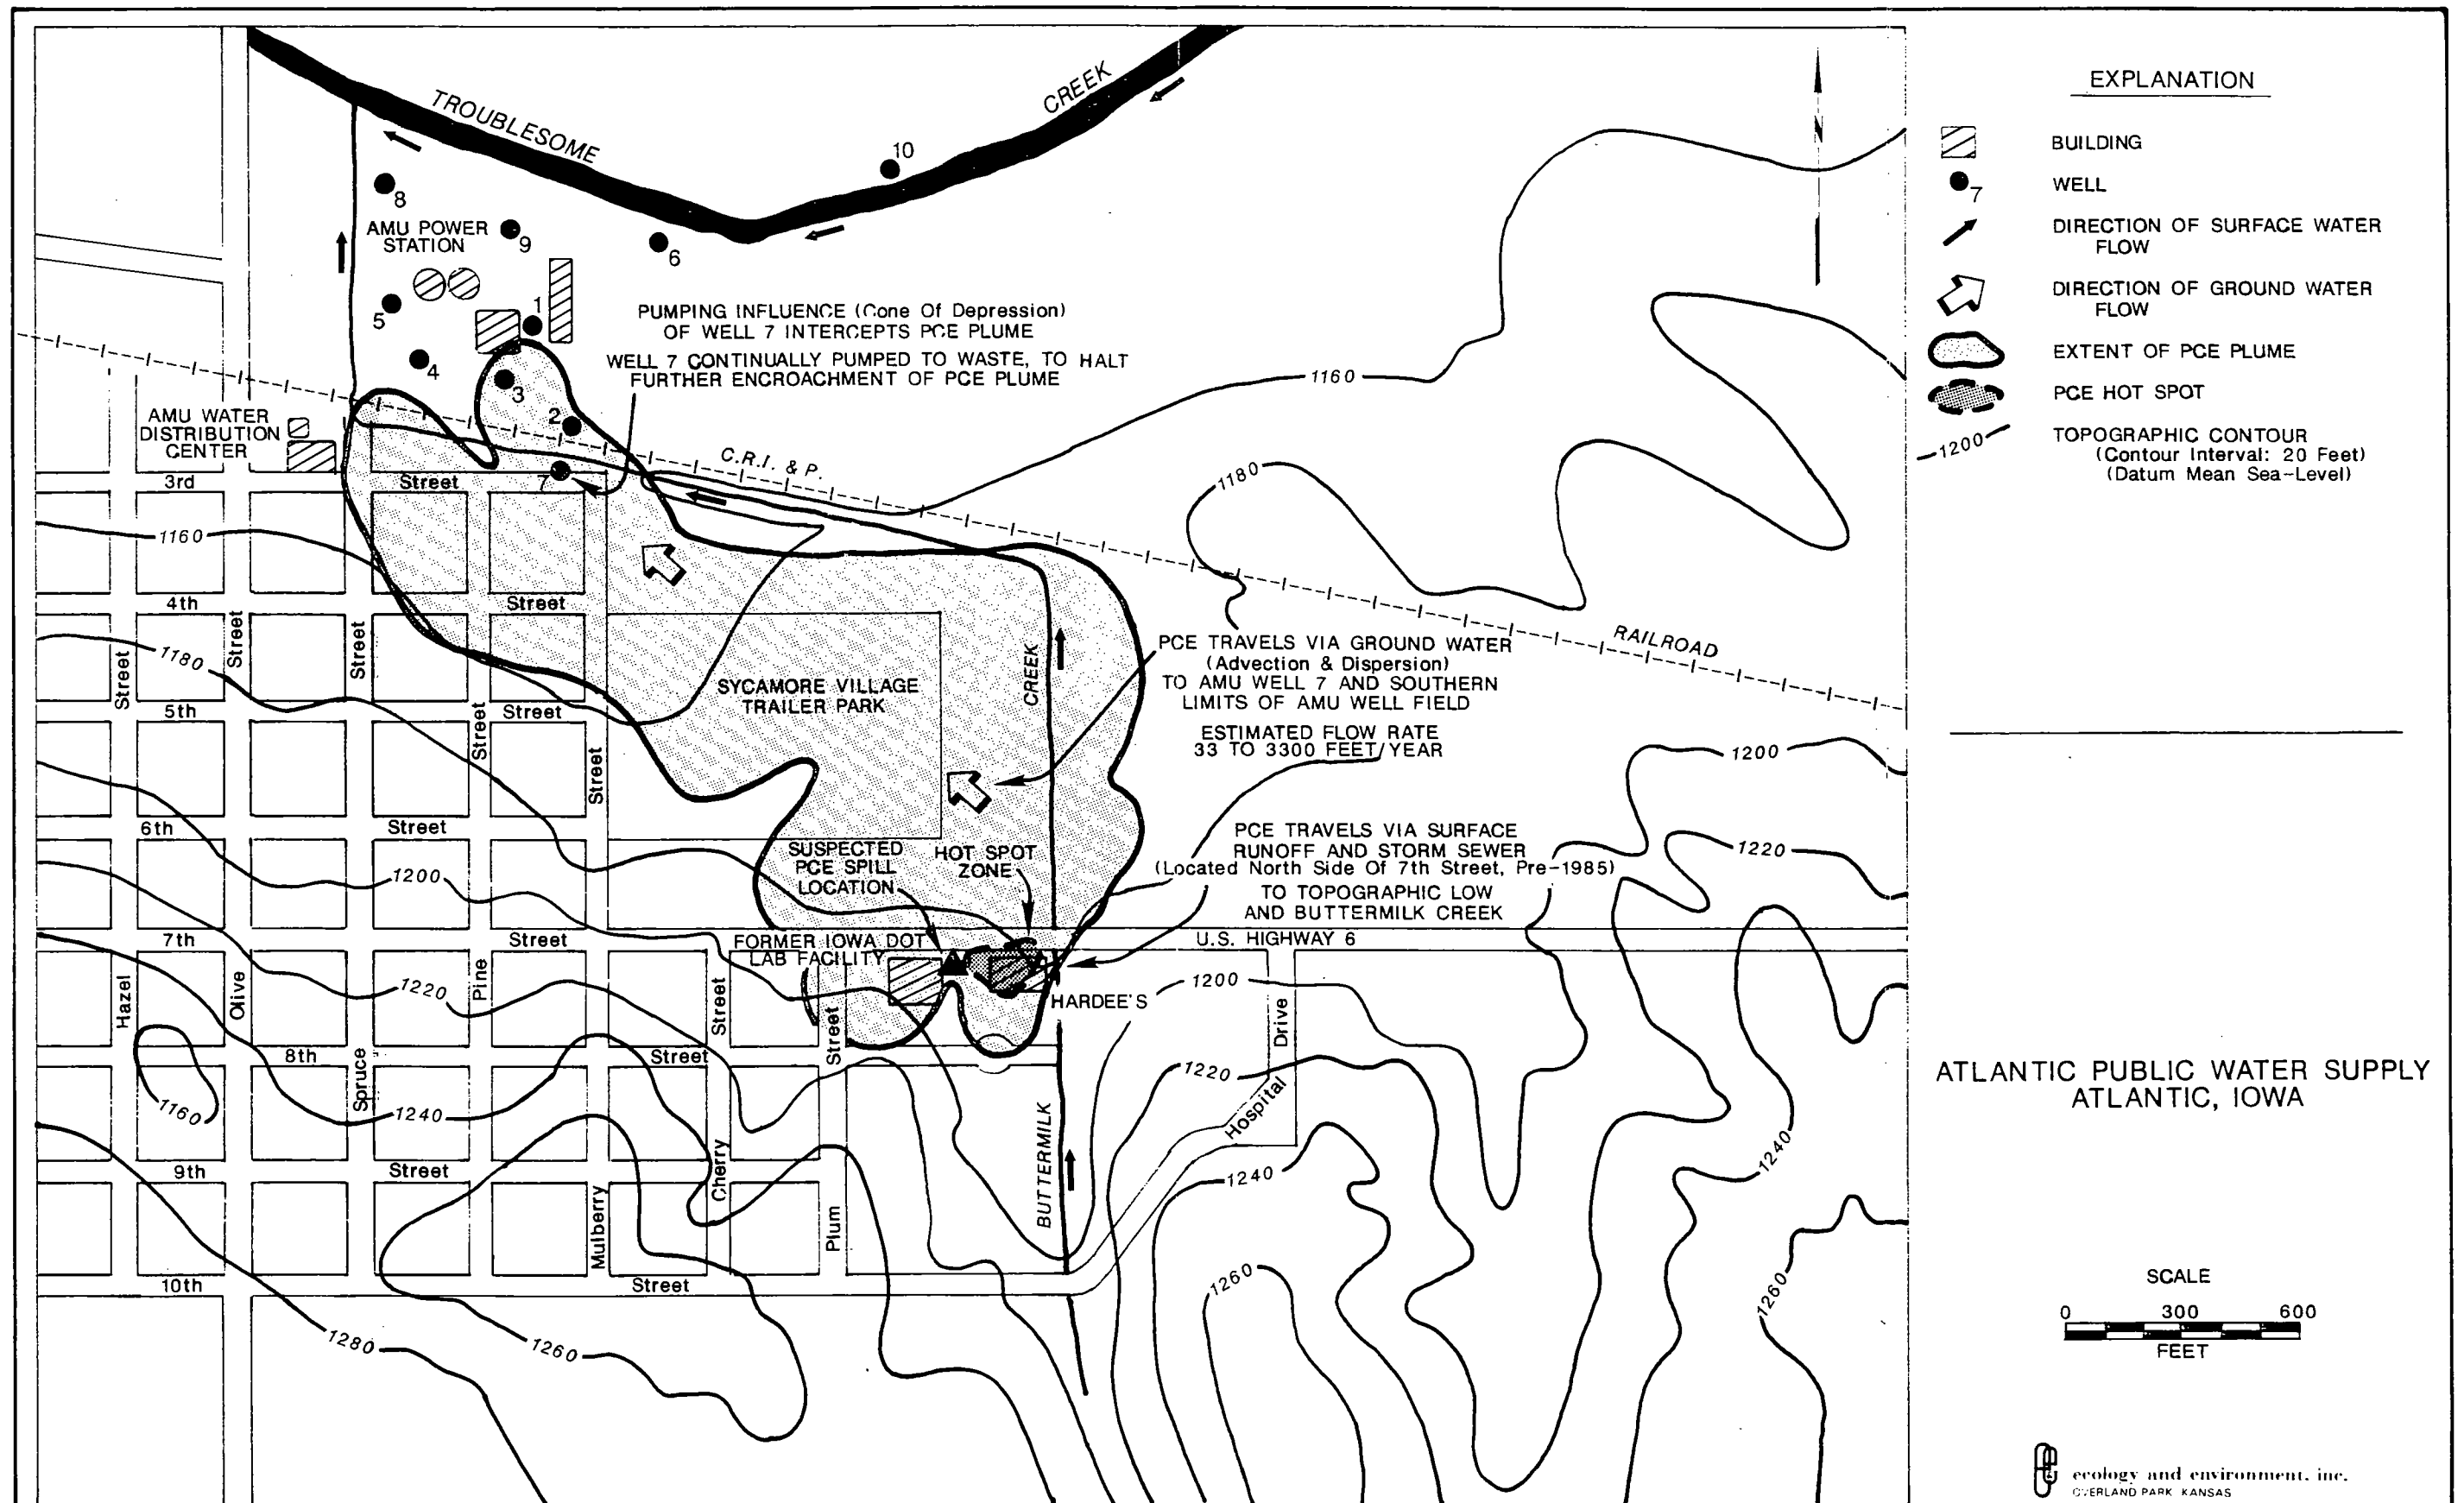 TROUBLESOME
CREEK
10
8
9
6
AMU POWER
STATION
1
5
4
3
2
7
PUMPING INFLUENCE (Cone Of Depression)
OF WELL 7 INTERCEPTS PCE PLUME
WELL 7 CONTINUALLY PUMPED TO WASTE, TO HALT
FURTHER ENCROACHMENT OF PCE PLUME
AMU WATER
DISTRIBUTION
CENTER
C.R.I. & P.
RAILROAD
1160
1180
3rd Street
1160
4th Street
1180
Street
Street
Street
Street
Street
5th Street
SYCAMORE VILLAGE
TRAILER PARK
CREEK
PCE TRAVELS VIA GROUND WATER
(Advection & Dispersion)
TO AMU WELL 7 AND SOUTHERN
LIMITS OF AMU WELL FIELD
ESTIMATED FLOW RATE
33 TO 3300 FEET/YEAR
1200
6th Street
1200
SUSPECTED
PCE SPILL
LOCATION
HOT SPOT
ZONE
PCE TRAVELS VIA SURFACE
RUNOFF AND STORM SEWER
(Located North Side Of 7th Street, Pre-1985)
TO TOPOGRAPHIC LOW
AND BUTTERMILK CREEK
1220
7th Street
FORMER IOWA DOT
LAB FACILITY
U.S. HIGHWAY 6
HARDEE'S
1200
1220
Hazel
Olive
Spruce
Pine
Mulberry
Cherry
Street
Plum
Street
Hospital
Drive
8th Street
1160
1240
1220
BUTTERMILK
1240
1240
9th Street
10th Street
1280
1260
1260
1260
EXPLANATION
BUILDING
7
WELL
DIRECTION OF SURFACE WATER
FLOW
DIRECTION OF GROUND WATER
FLOW
EXTENT OF PCE PLUME
PCE HOT SPOT
1200
TOPOGRAPHIC CONTOUR
(Contour Interval: 20 Feet)
(Datum Mean Sea-Level)
ATLANTIC PUBLIC WATER SUPPLY
ATLANTIC, IOWA
SCALE
0 300 600
FEET
ecology and environment, inc.
OVERLAND PARK KANSAS